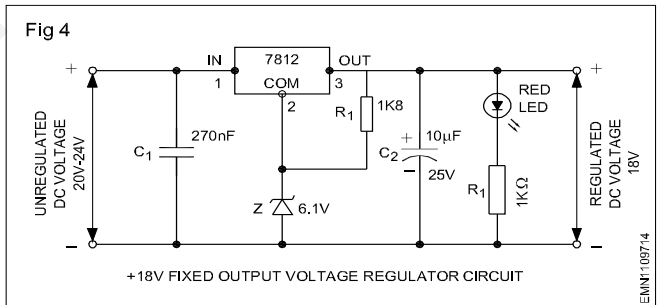 Fig 4
IN
7812
OUT
1
COM
3
2
+
+
UNREGULATED
DC VOLTAGE
20V-24V
C1
270nF
R1
1K8
Z
6.1V
+
10μF
C2
25V
−
RED
LED
R1
1KΩ
REGULATED
DC VOLTAGE
18V
−
−
+18V FIXED OUTPUT VOLTAGE REGULATOR CIRCUIT
EMN1109714